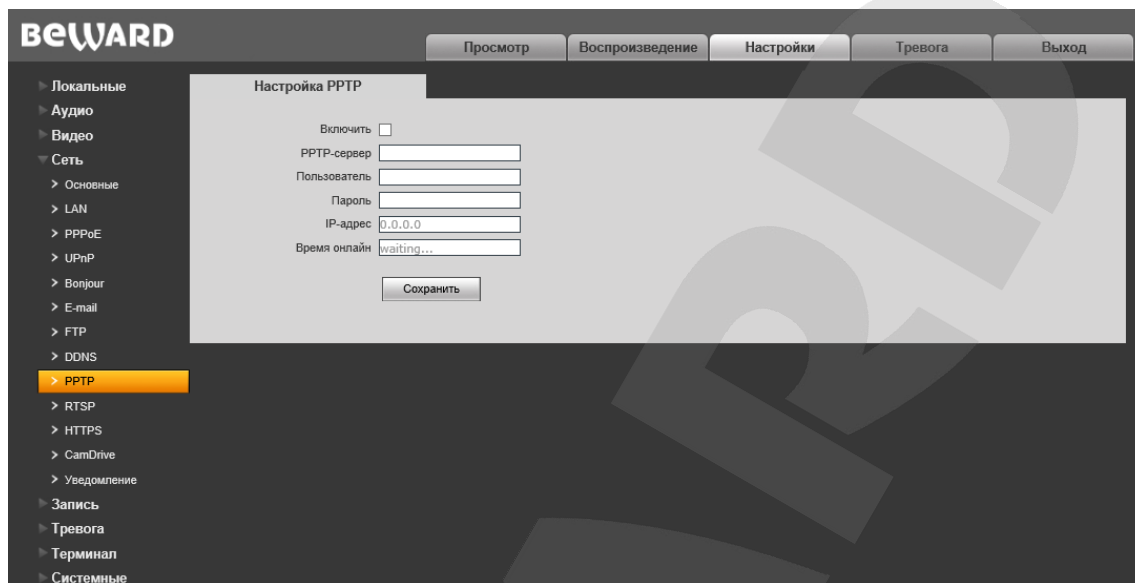 BEWARD
Просмотр
Воспроизведение
Настройки
Тревога
Выход
Локальные
Аудио
Видео
Сеть
Основные
LAN
PPPoE
UPnP
Bonjour
E-mail
FTP
DDNS
PPTP
RTSP
HTTPS
CamDrive
Уведомление
Запись
Тревога
Терминал
Системные
Настройка PPTP
Включить
PPTP-сервер
Пользователь
Пароль
IP-адрес 0.0.0.0
Время онлайн waiting...
Сохранить